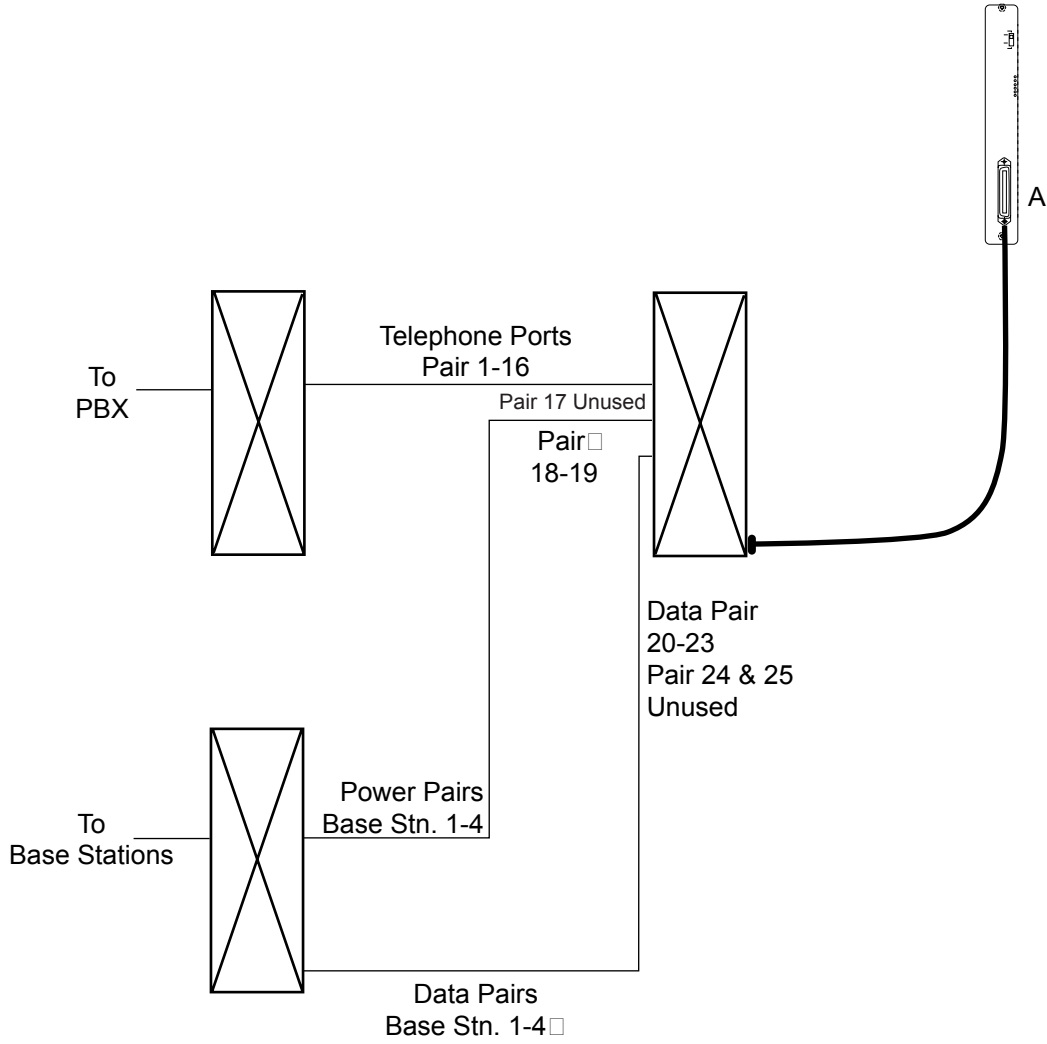 A
Telephone Ports
Pair 1-16
To
PBX
Pair 17 Unused
Pair□
18-19
Data Pair
20-23
Pair 24 & 25
Unused
Power Pairs
Base Stn. 1-4
To
Base Stations
Data Pairs
Base Stn. 1-4□